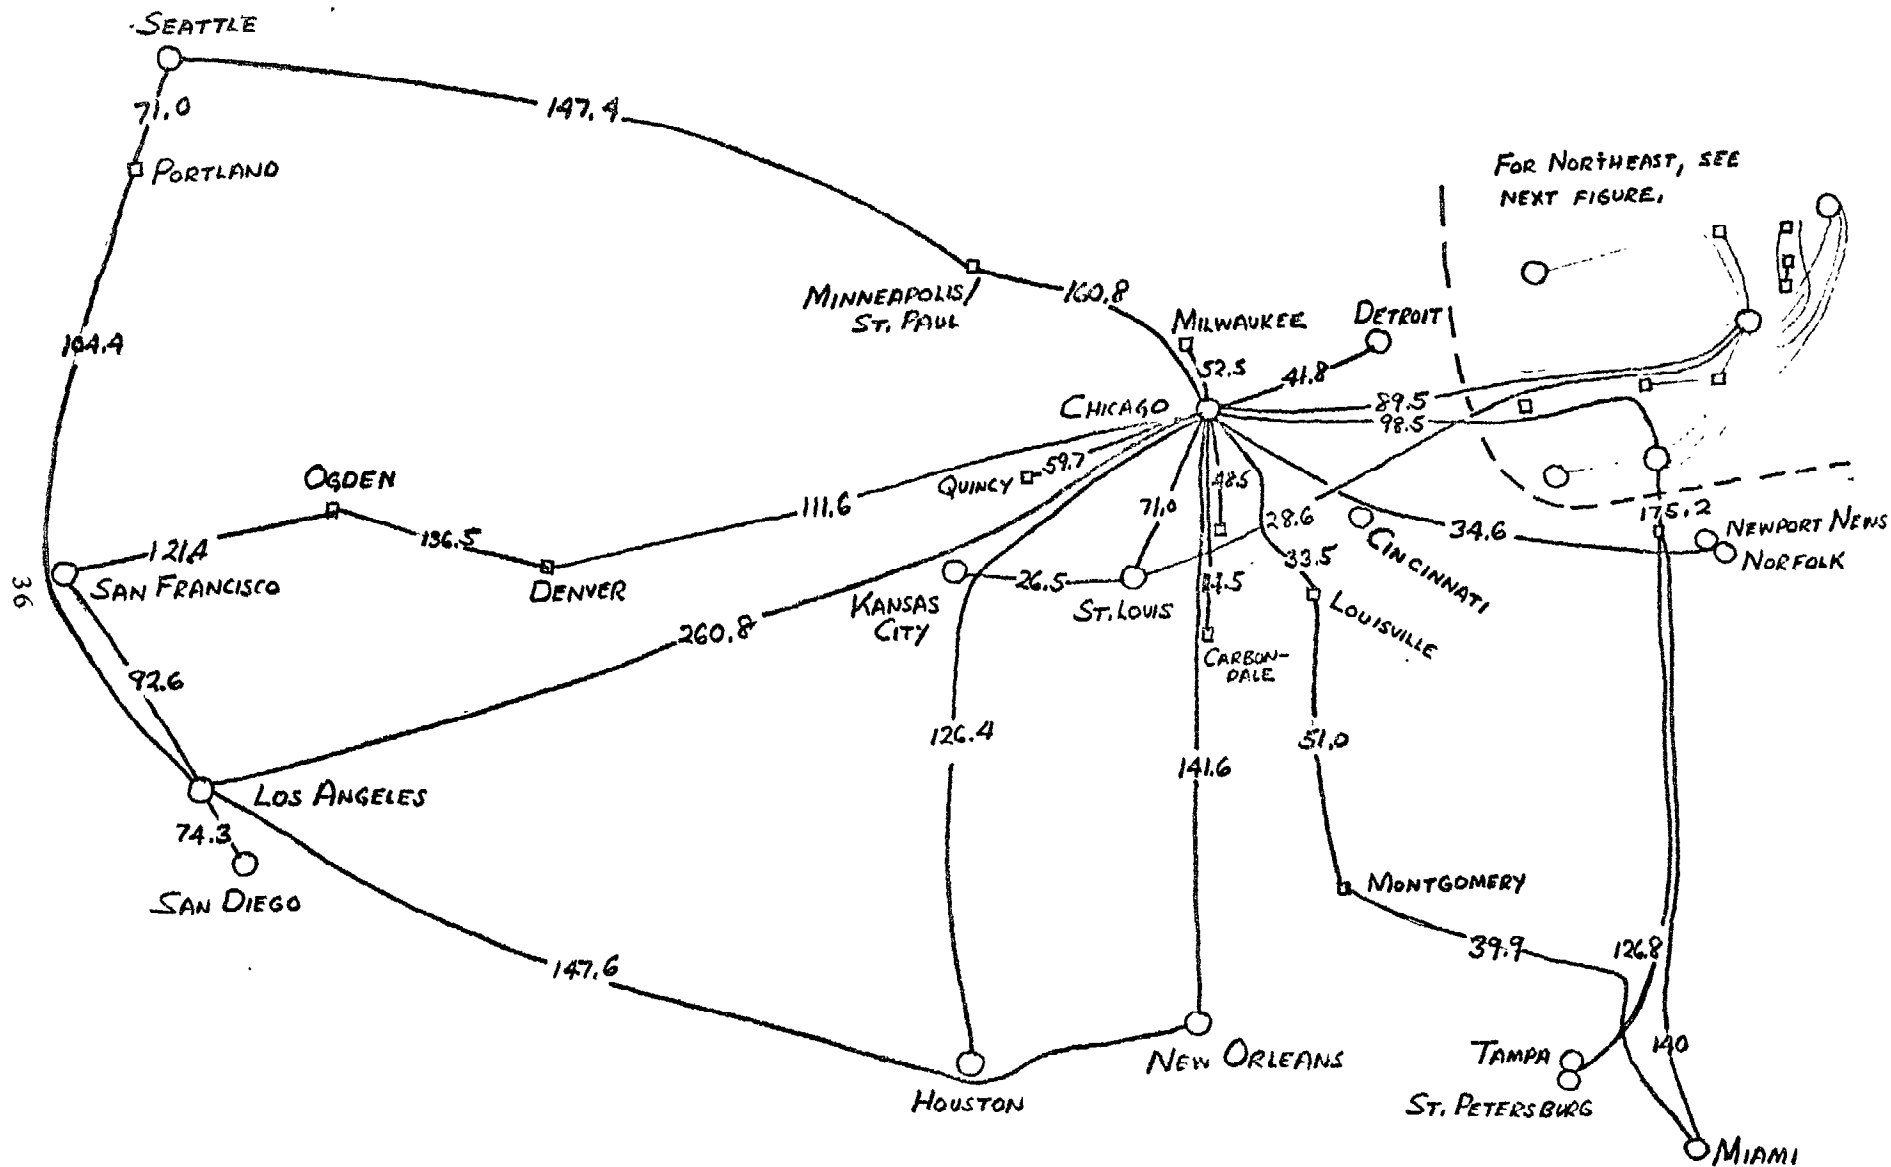 SEATTLE
71.0
147.4
PORTLAND
FOR NORTHEAST, SEE
NEXT FIGURE.
160.8
MINNEAPOLIS/
ST. PAUL
MILWAUKEE
DETROIT
104.4
52.5
41.8
CHICAGO
89.5
98.5
OGDEN
59.7
QUINCY
48.5
111.6
71.0
28.6
175.2
NEWPORT NEWS
NORFOLK
34.6
CINCINNATI
136.5
121.4
SAN FRANCISCO
DENVER
33.5
26.5
KANSAS
CITY
ST. LOUIS
LOUISVILLE
36
260.8
CARBON-
DALE
92.6
126.4
51.0
141.6
LOS ANGELES
74.3
SAN DIEGO
MONTGOMERY
39.9
126.8
147.6
140
TAMPA
NEW ORLEANS
HOUSTON
ST. PETERSBURG
MIAMI